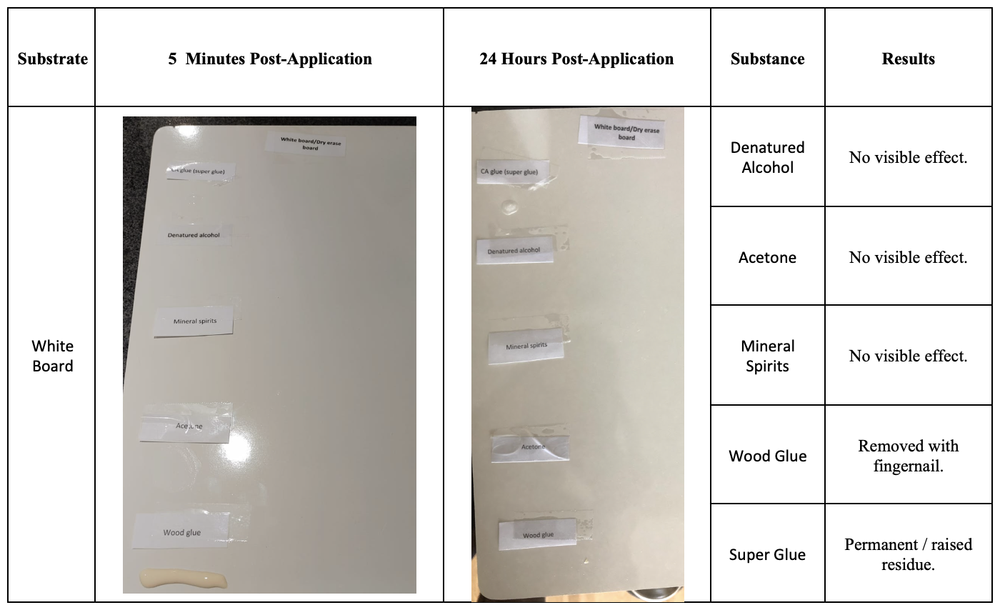 Substrate
5 Minutes Post-Application
24 Hours Post-Application
Substance
Results
White
Board
White board/Dry erase
board
CA glue (super glue)
Denatured alcohol
Mineral spirits
Acetone
Wood glue
White board/Dry erase
board
CA glue (super glue)
Denatured alcohol
Mineral spirits
Acetone
Wood glue
Denatured
Alcohol
No visible effect.
Acetone
No visible effect.
Mineral
Spirits
No visible effect.
Wood Glue
Removed with
fingernail.
Super Glue
Permanent / raised
residue.